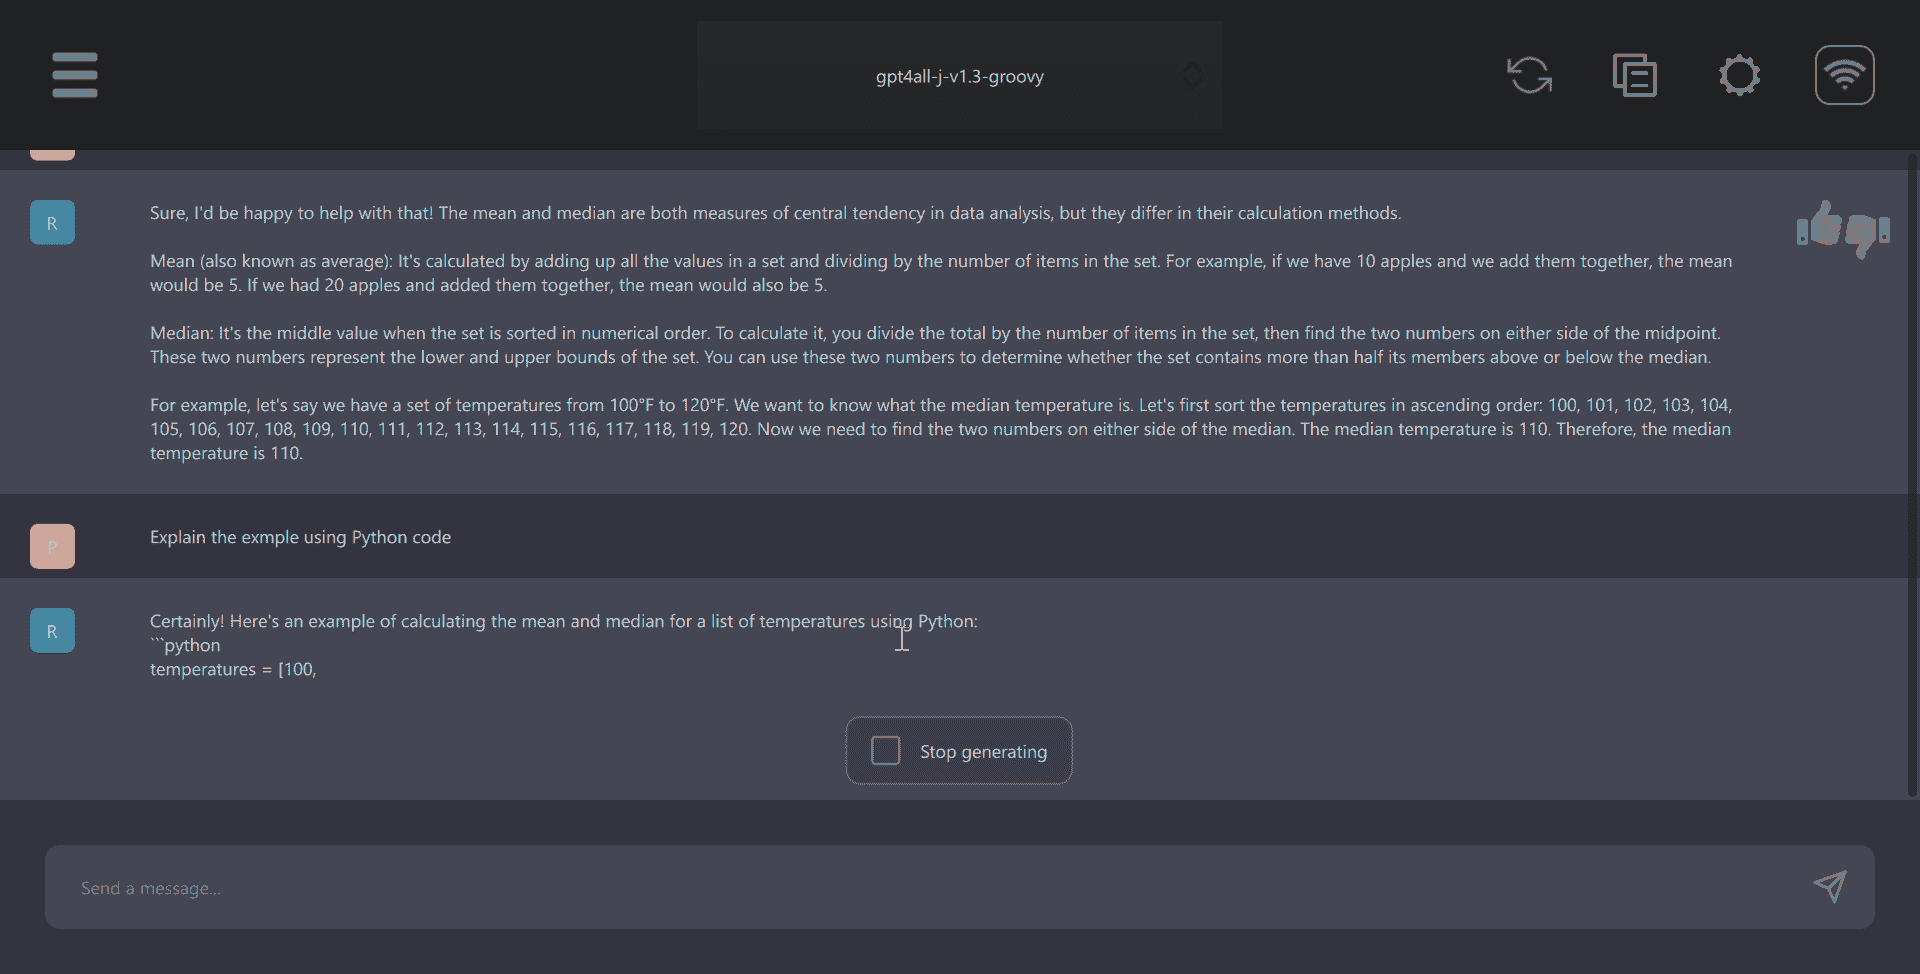 gpt4all-j-v1.3-groovy
R
Sure, I'd be happy to help with that! The mean and median are both measures of central tendency in data analysis, but they differ in their calculation methods.
Mean (also known as average): It's calculated by adding up all the values in a set and dividing by the number of items in the set. For example, if we have 10 apples and we add them together, the mean
would be 5. If we had 20 apples and added them together, the mean would also be 5.
Median: It's the middle value when the set is sorted in numerical order. To calculate it, you divide the total by the number of items in the set, then find the two numbers on either side of the midpoint.
These two numbers represent the lower and upper bounds of the set. You can use these two numbers to determine whether the set contains more than half its members above or below the median.
For example, let's say we have a set of temperatures from 100°F to 120°F. We want to know what the median temperature is. Let's first sort the temperatures in ascending order: 100, 101, 102, 103, 104,
105, 106, 107, 108, 109, 110, 111, 112, 113, 114, 115, 116, 117, 118, 119, 120. Now we need to find the two numbers on either side of the median. The median temperature is 110. Therefore, the median
temperature is 110.
P
Explain the exmple using Python code
R
Certainly! Here's an example of calculating the mean and median for a list of temperatures using Python:
```python
temperatures = [100,
Stop generating
Send a message...